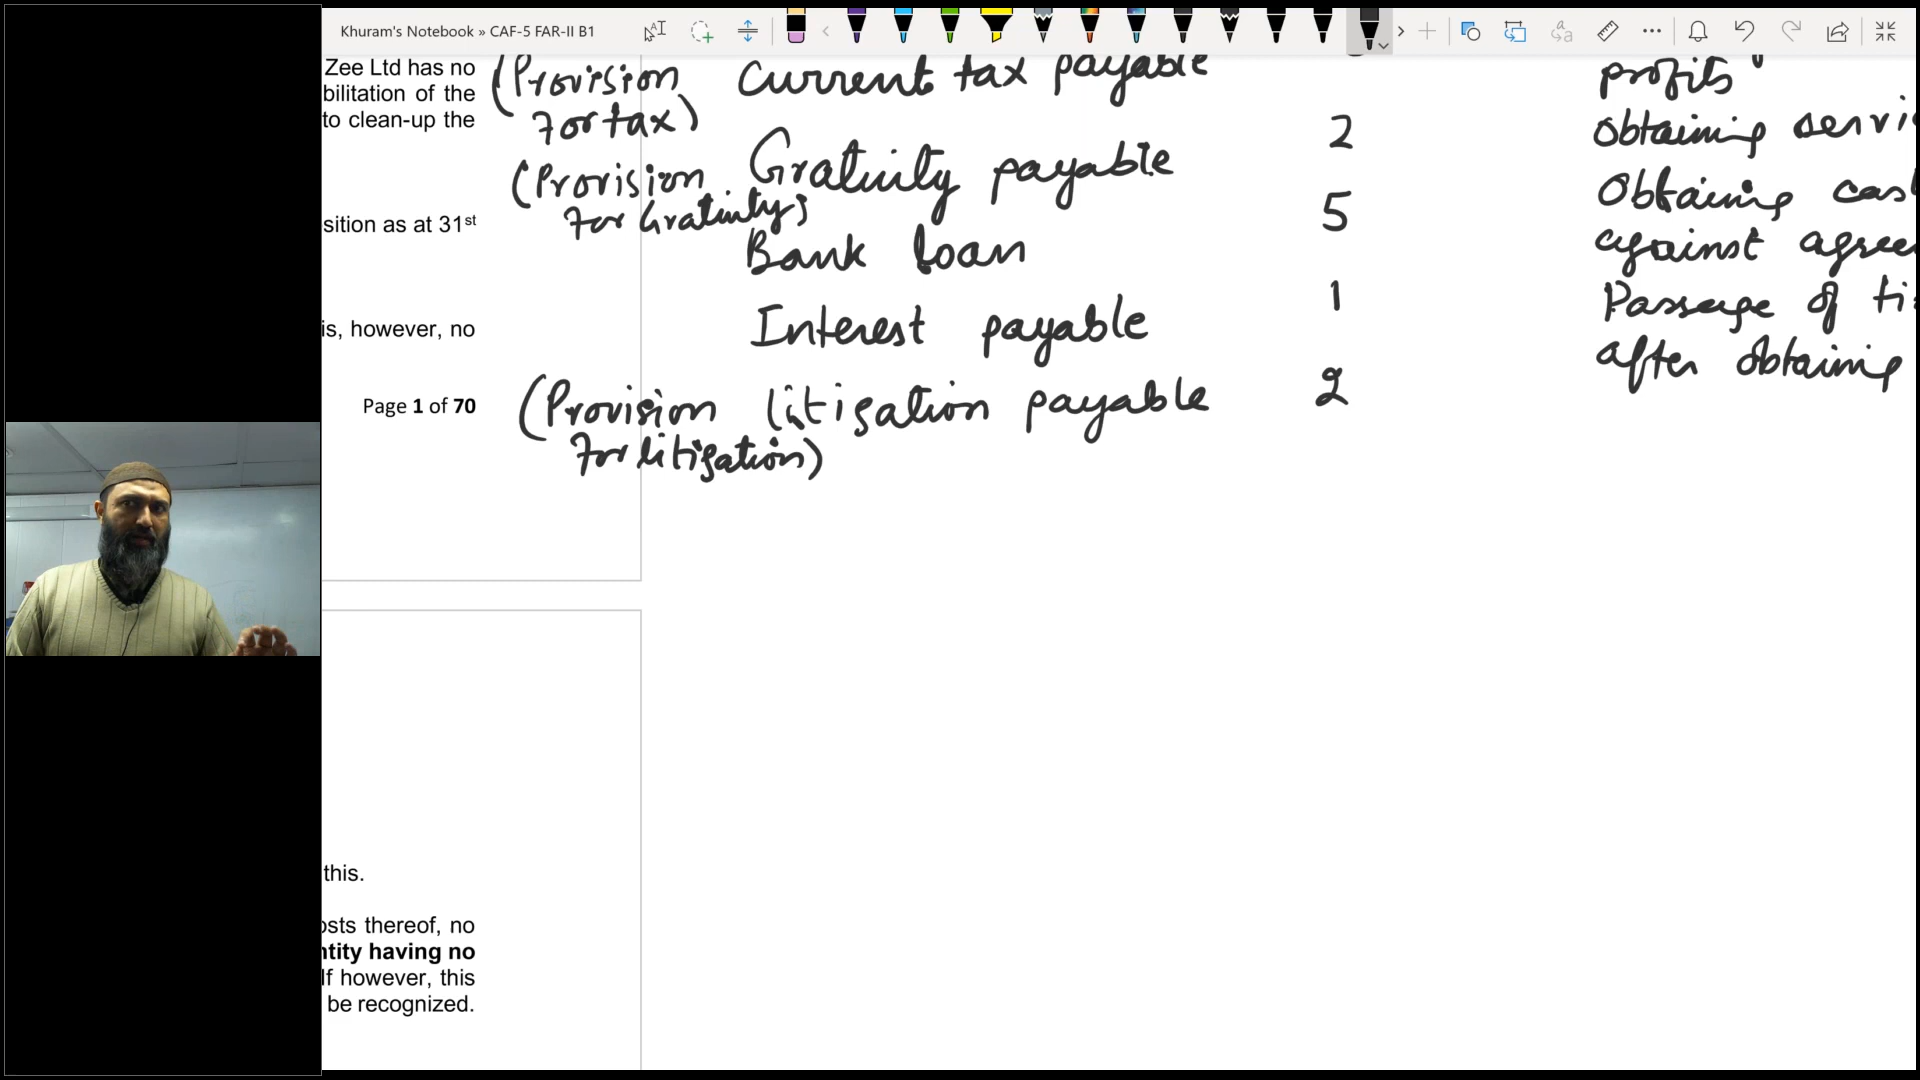 Khuram's Notebook » CAF-5 FAR-II B1
Zee Ltd has no
bilitation of the
to clean-up the
sition as at 31st
is, however, no
Page 1 of 70
this.
osts thereof, no
ntity having no
If however, this
be recognized.
(Provision Current tax payable
For tax)
profits
2 Obtaining servi
(Provision Gratuity payable
For Gratuity)
5 Obtaining cas
Bank loan
against agree
1 Passage of ti
Interest payable
after obtaining
(Provision litigation payable 2
For litigation)